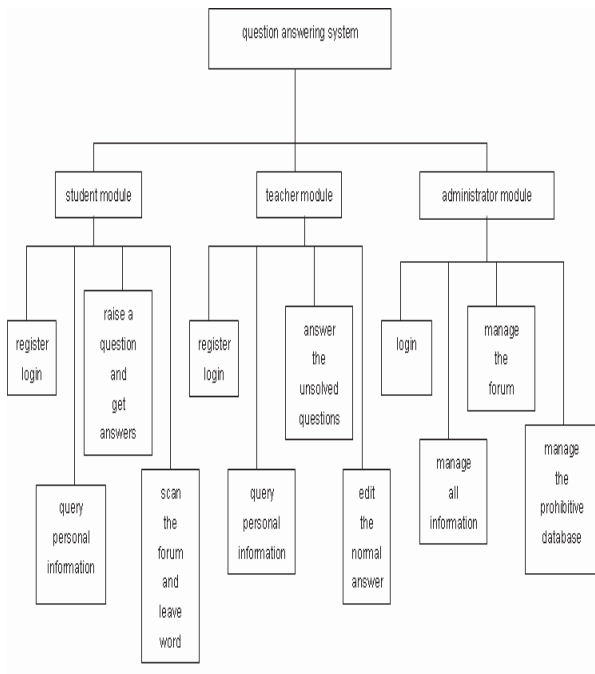 question answering system
student module
teacher module
administrator module
register
login
query
personal
information
raise a
question
and
get
answers
scan
the
forum
and
leave
word
register
login
query
personal
information
answer
the
unsolved
questions
edit
the
normal
answer
login
manage
all
information
manage
the
forum
manage
the
prohibitive
database